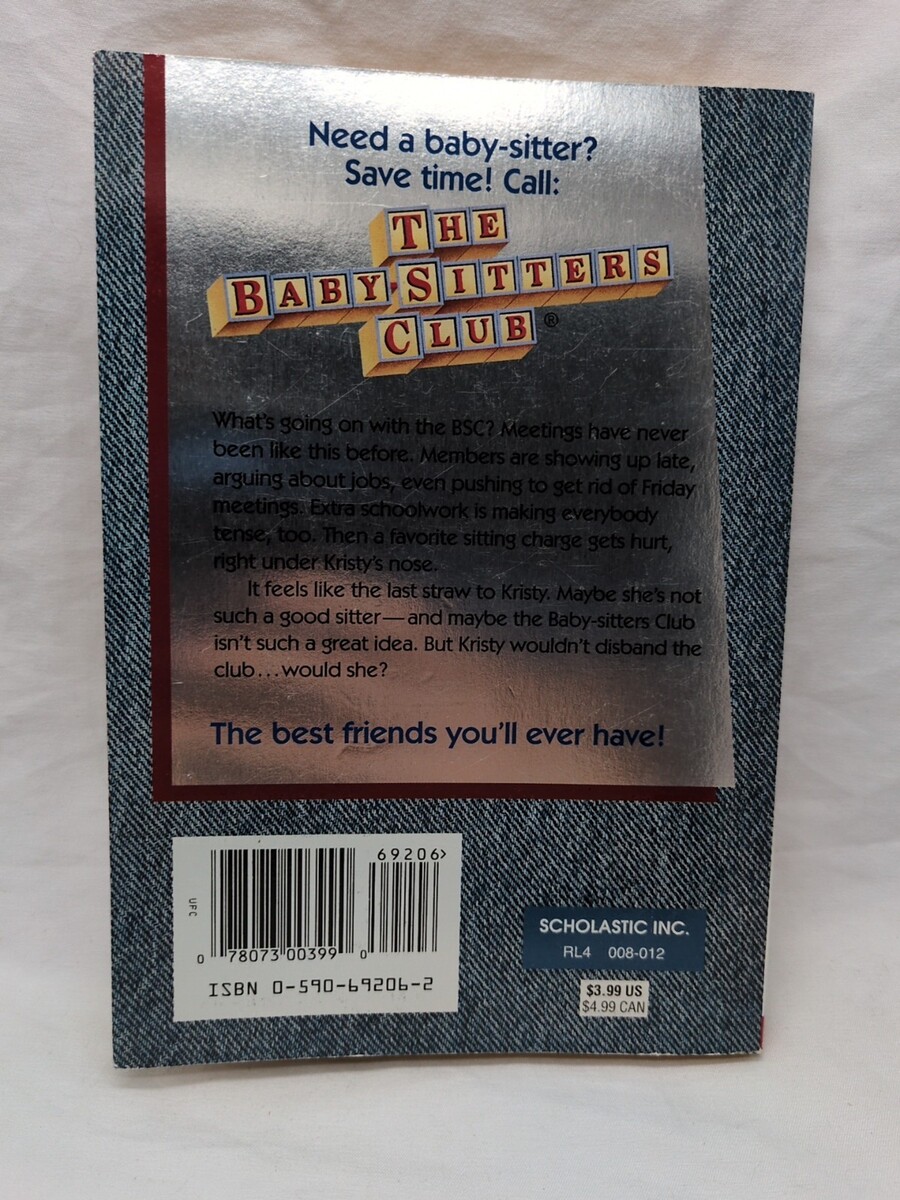 Need a baby-sitter?
Save time! Call:
THE
BABY-SITTERS
CLUB ®
What's going on with the BSC? Meetings have never
been like this before. Members are showing up late,
arguing about jobs, even pushing to get rid of Friday
meetings. Extra schoolwork is making everybody
tense, too. Then a favorite sitting charge gets hurt,
right under Kristy's nose.
It feels like the last straw to Kristy. Maybe she's not
such a good sitter—and maybe the Baby-sitters Club
isn't such a great idea. But Kristy wouldn't disband the
club...would she?
The best friends you'll ever have!
69206>
UPC
0 78073 00399 0
ISBN 0-590-69206-2
SCHOLASTIC INC.
RL4 008-012
$3.99 US
$4.99 CAN